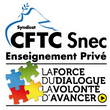 Syndicat
CFTC Snec
Enseignement Privé
LA FORCE
DU DIALOGUE
LA VOLONTÉ
D'AVANCER